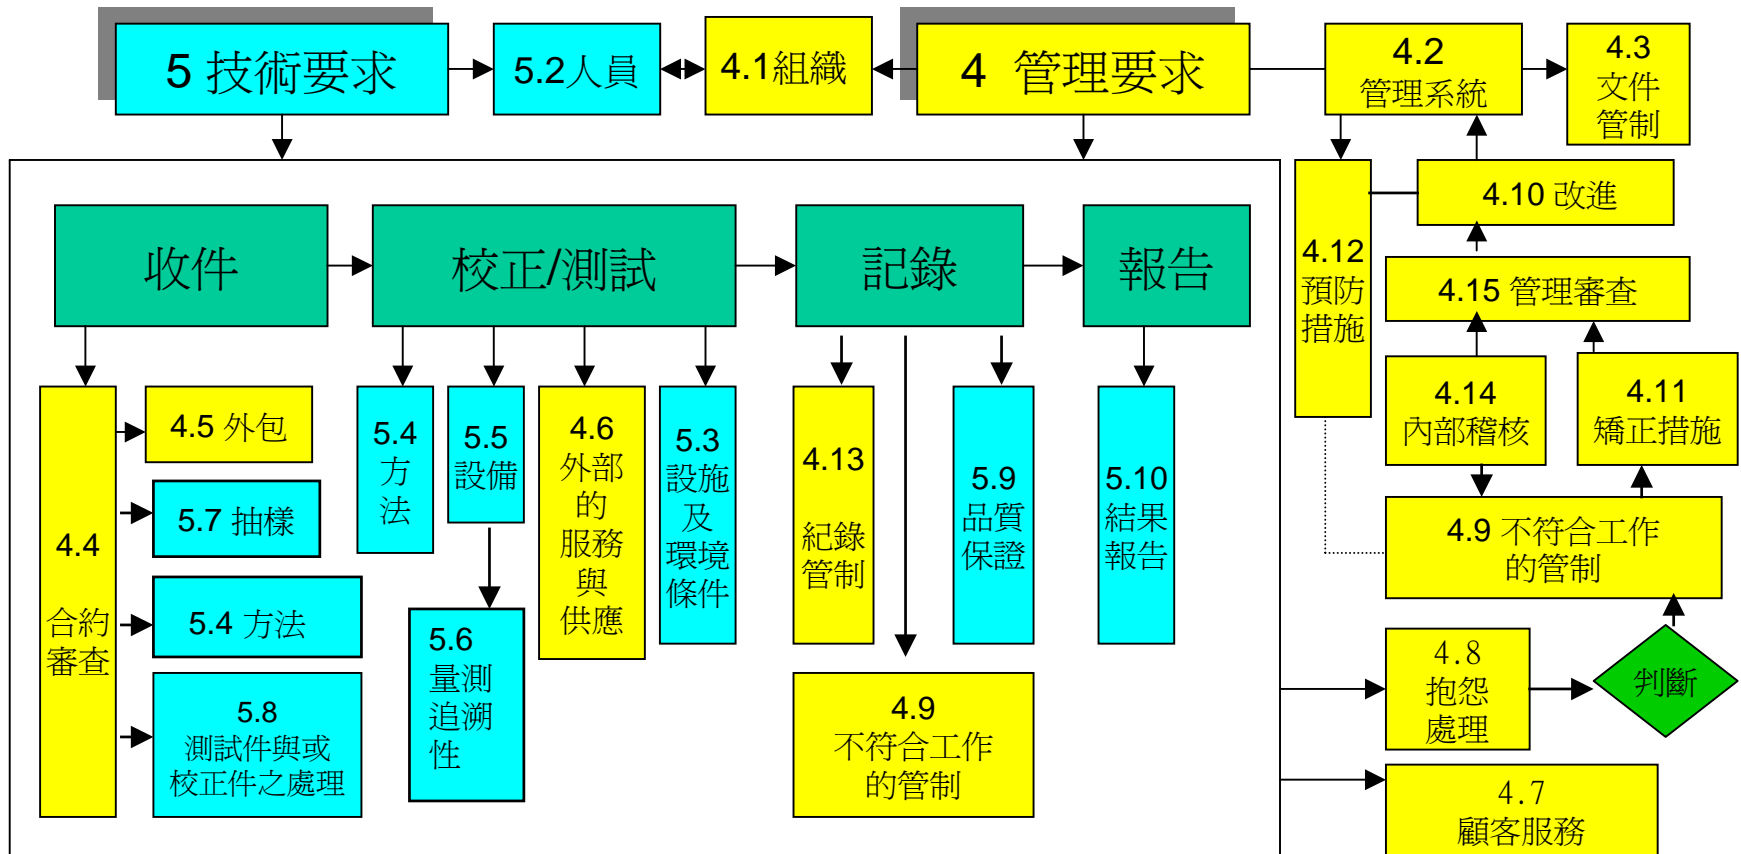 5 技術要求
5.2人員
4.1組織
4 管理要求
4.2
管理系統
4.3
文件
管制
收件
校正/測試
記錄
報告
4.12
預防
措施
4.10 改進
4.15 管理審查
4.14
內部稽核
4.11
矯正措施
4.9 不符合工作
的管制
4.4
合約
審查
4.5 外包
5.7 抽樣
5.4 方法
5.8
測試件與或
校正件之處理
5.4
方
法
5.5
設備
5.6
量測
追溯
性
4.6
外部
的
服務
與
供應
5.3
設施
及
環境
條件
4.13
紀錄
管制
4.9
不符合工作
的管制
5.9
品質
保證
5.10
結果
報告
4.8
抱怨
處理
判斷
4.7
顧客服務